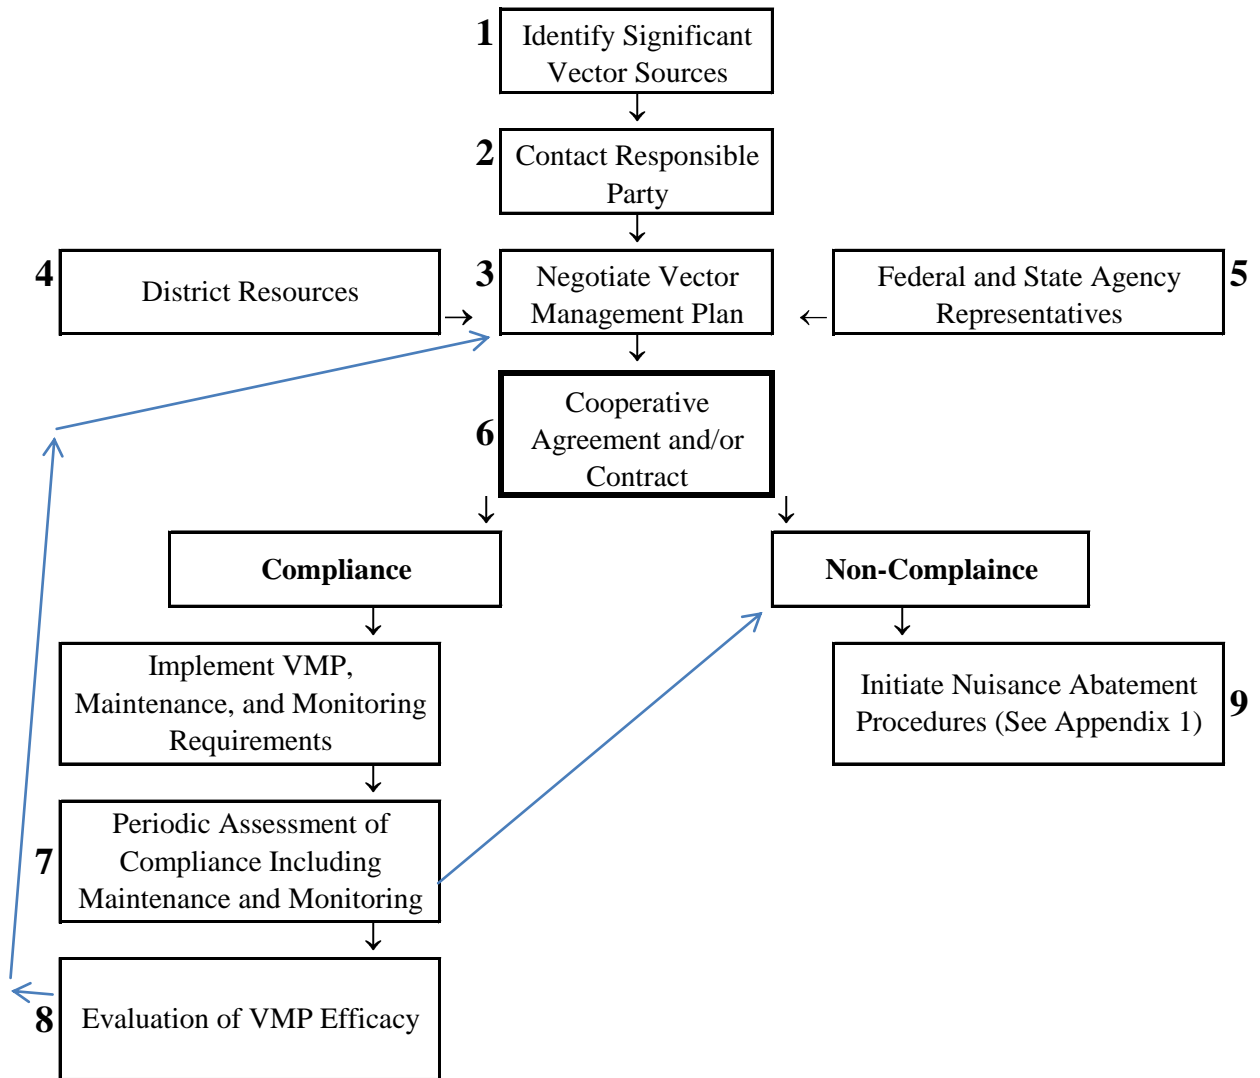 1
Identify Significant
Vector Sources
2
Contact Responsible
Party
4
District Resources
3
Negotiate Vector
Management Plan
Federal and State Agency
Representatives
5
6
Cooperative
Agreement and/or
Contract
Compliance
Non-Complaince
Implement VMP,
Maintenance, and Monitoring
Requirements
Initiate Nuisance Abatement
Procedures (See Appendix 1)
9
7
Periodic Assessment of
Compliance Including
Maintenance and Monitoring
8
Evaluation of VMP Efficacy